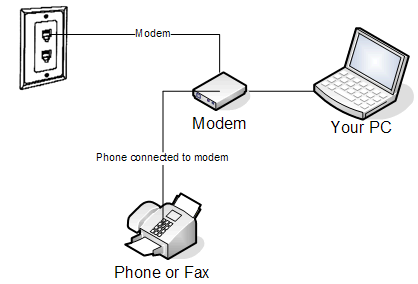 Modem
Modem
Your PC
Phone connected to modem
Phone or Fax